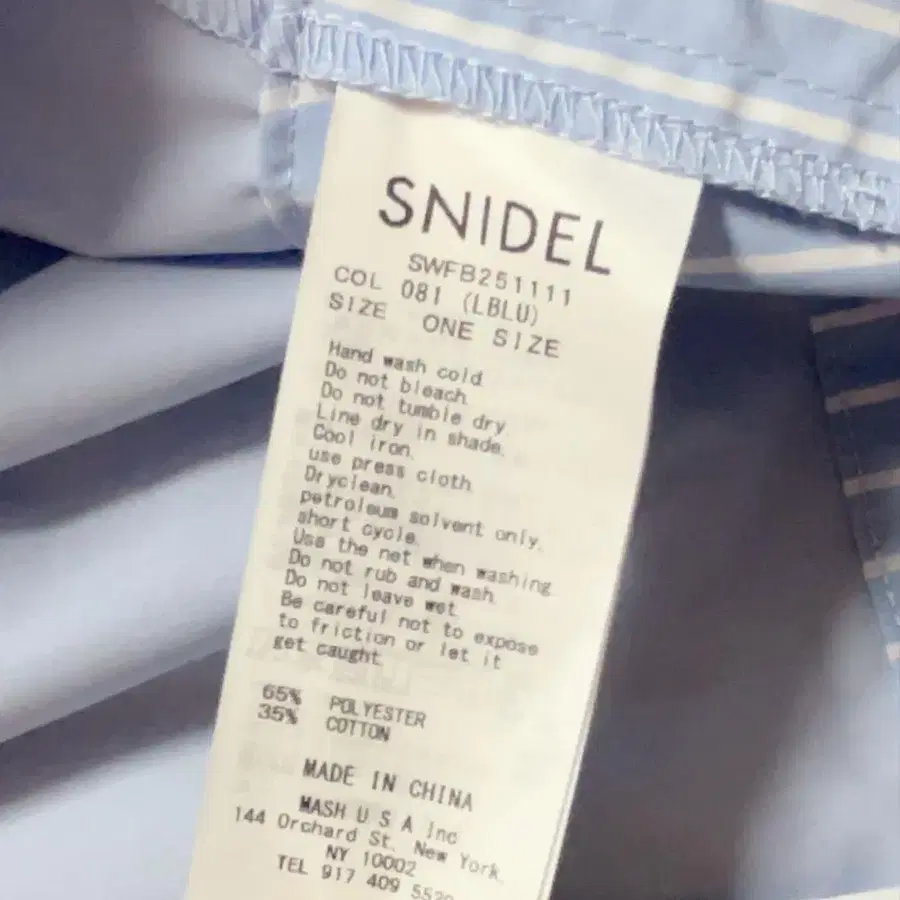 SNIDEL
SWFB251111
COL 081 (LBLU)
SIZE ONE SIZE
Hand wash cold.
Do not bleach.
Do not tumble dry.
Line dry in shade.
Cool iron.
use press cloth
Dryclean,
petroleum solvent only,
short cycle.
Use the net when washing.
Do not rub and wash.
Do not leave wet.
Be careful not to expose
to friction or let it
get caught.
65% POLYESTER
35% COTTON
MADE IN CHINA
MASH U S A Inc
144 Orchard St. New York,
NY 10002
TEL 917 409